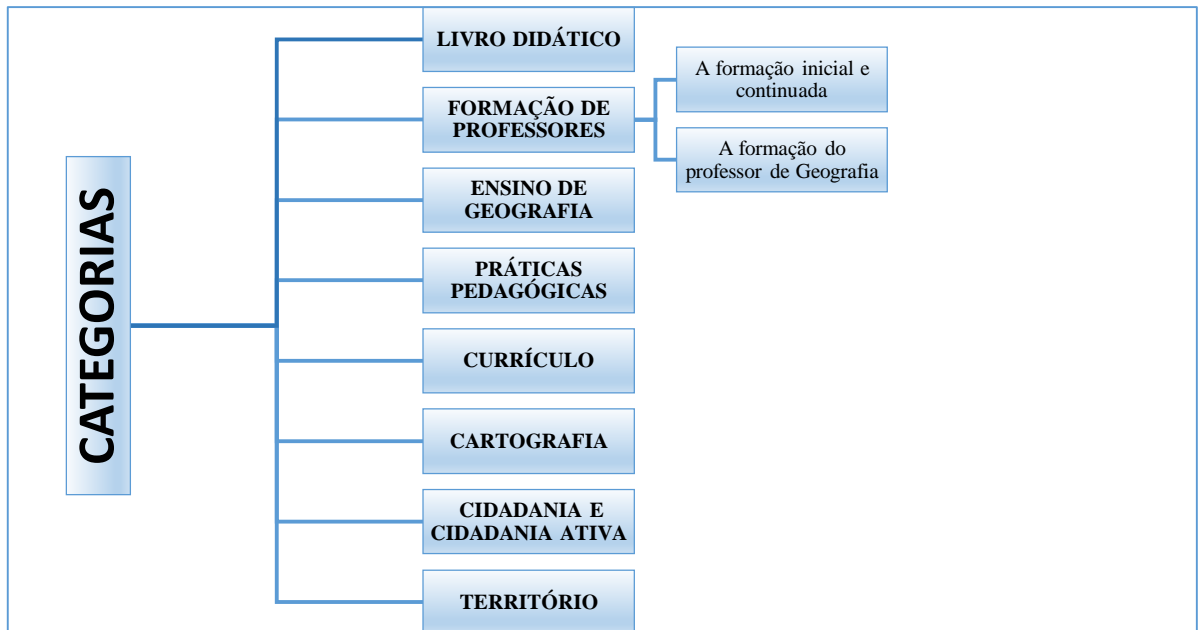 CATEGORIAS
LIVRO DIDÁTICO
FORMAÇÃO DE
PROFESSORES
A formação inicial e
continuada
A formação do
professor de Geografia
ENSINO DE
GEOGRAFIA
PRÁTICAS
PEDAGÓGICAS
CURRÍCULO
CARTOGRAFIA
CIDADANIA E
CIDADANIA ATIVA
TERRITÓRIO